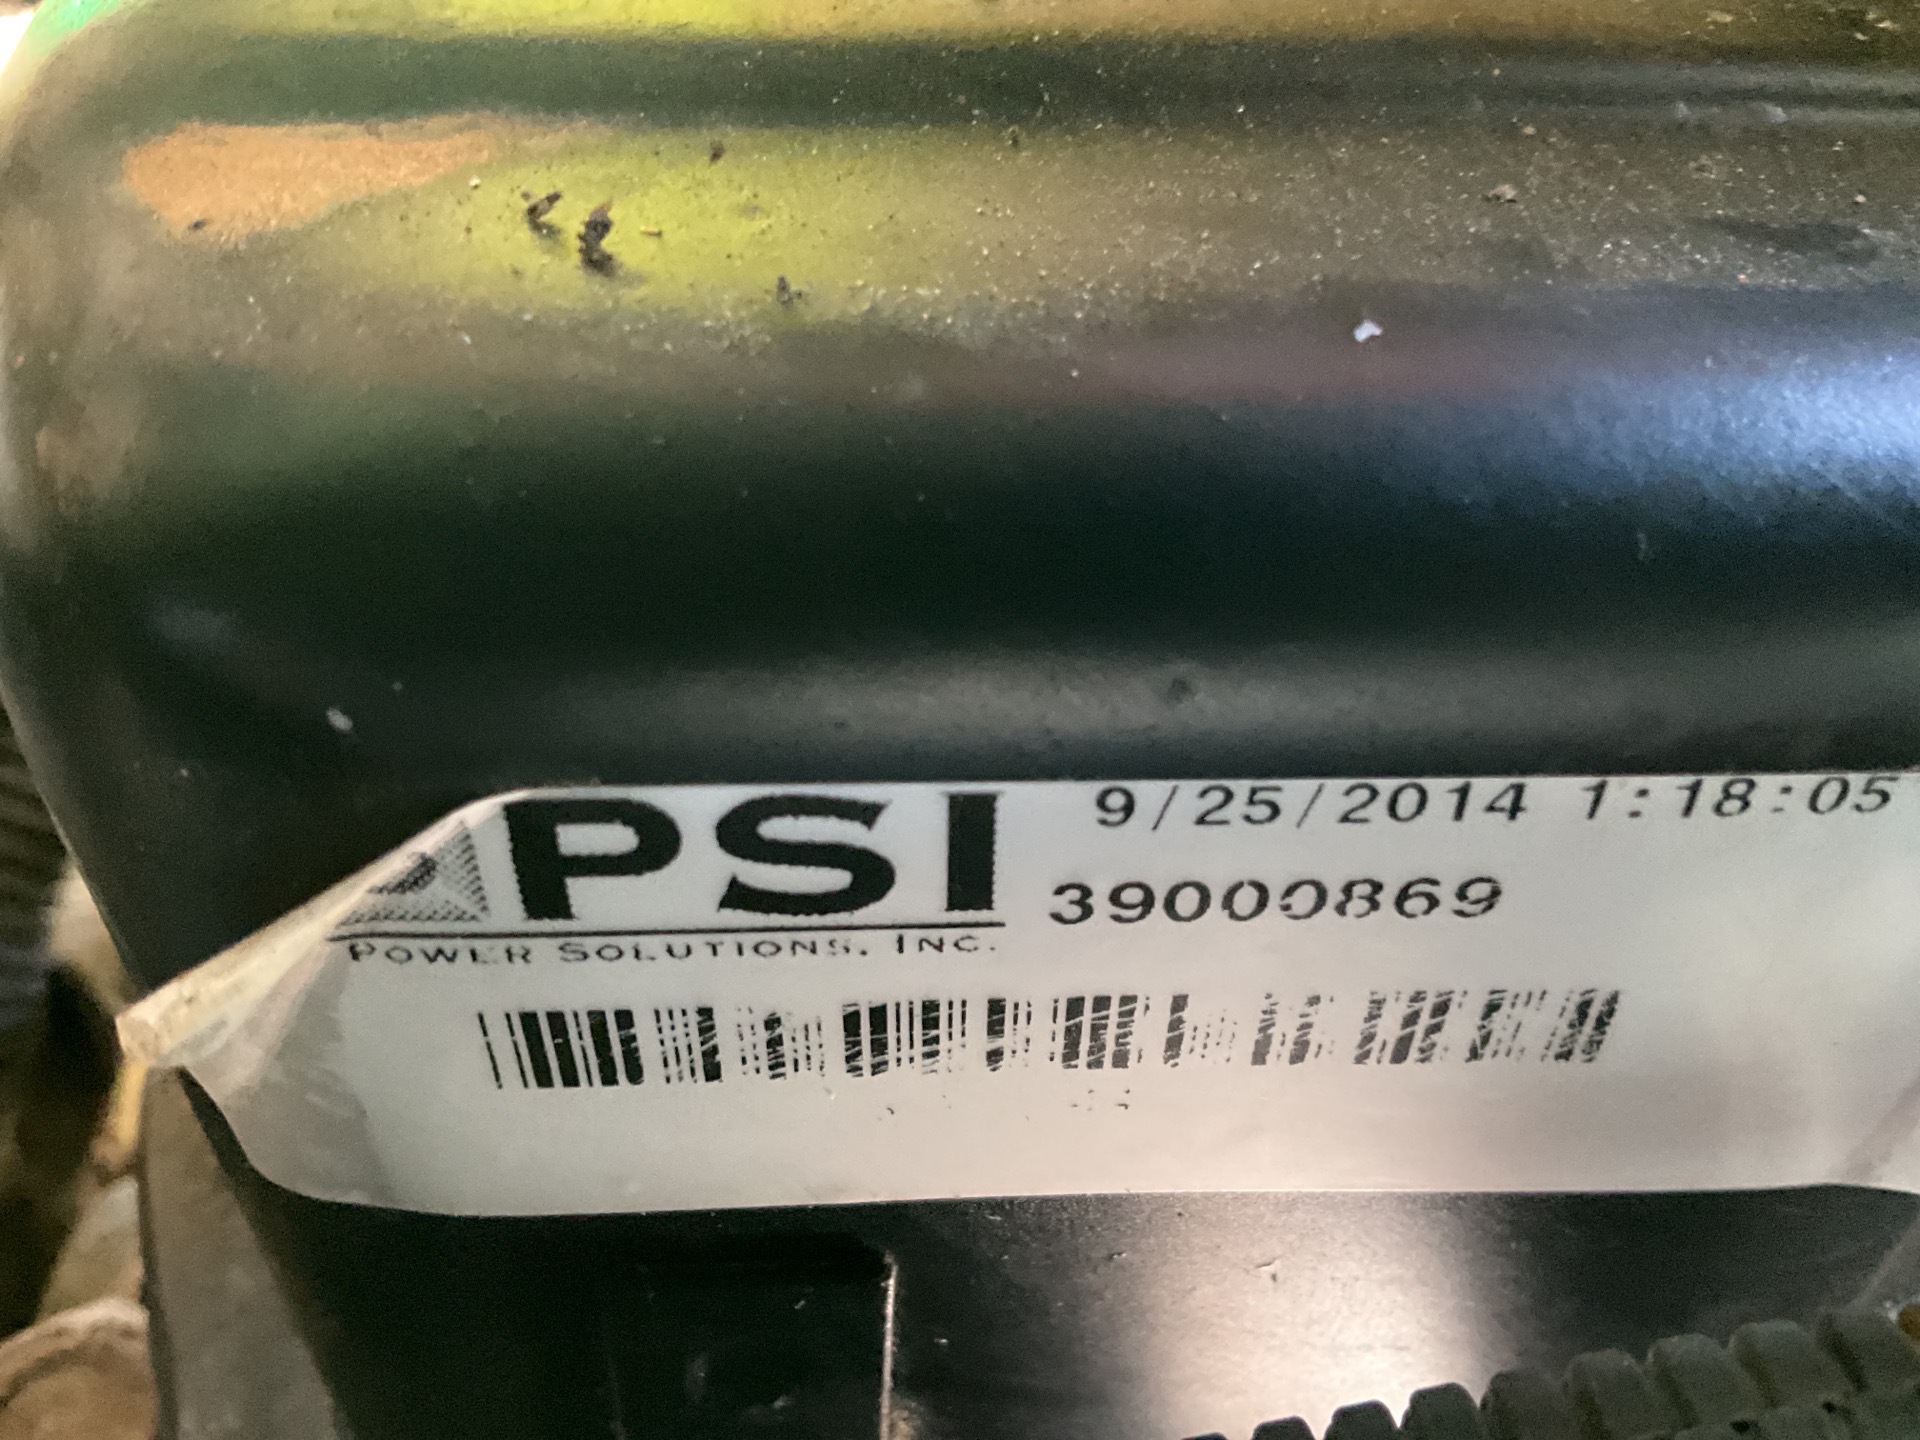 PSI 9/25/2014 1:18:05
39000869
POWER SOLUTIONS, INC.